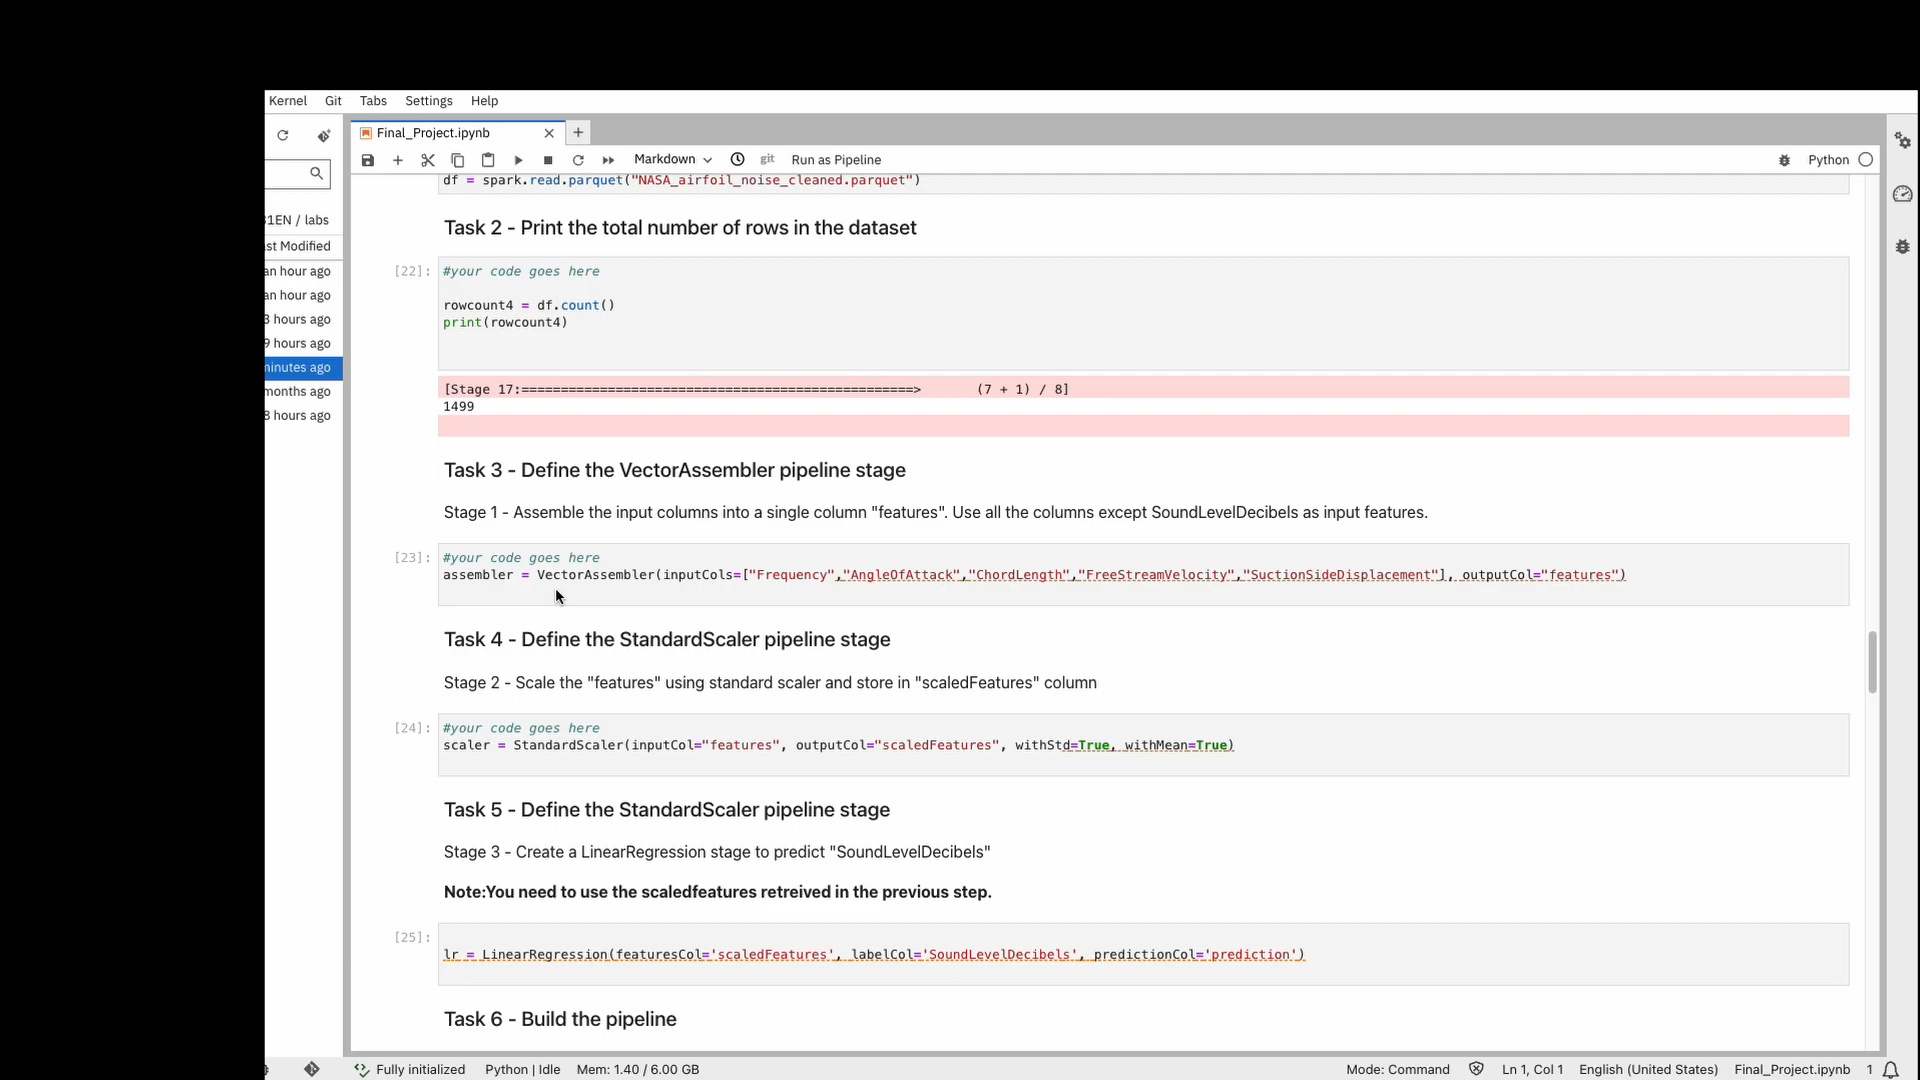 Kernel Git Tabs Settings Help
Final_Project.ipynb
Markdown git Run as Pipeline Python
1EN / labs
st Modified
an hour ago
an hour ago
3 hours ago
9 hours ago
minutes ago
months ago
8 hours ago
df = spark.read.parquet("NASA_airfoil_noise_cleaned.parquet")
Task 2 - Print the total number of rows in the dataset
[22]: #your code goes here
rowcount4 = df.count()
print(rowcount4)
[Stage 17:==================================================> (7 + 1) / 8]
1499
Task 3 - Define the VectorAssembler pipeline stage
Stage 1 - Assemble the input columns into a single column "features". Use all the columns except SoundLevelDecibels as input features.
[23]: #your code goes here
assembler = VectorAssembler(inputCols=["Frequency","AngleOfAttack","ChordLength","FreeStreamVelocity","SuctionSideDisplacement"], outputCol="features")
Task 4 - Define the StandardScaler pipeline stage
Stage 2 - Scale the "features" using standard scaler and store in "scaledFeatures" column
[24]: #your code goes here
scaler = StandardScaler(inputCol="features", outputCol="scaledFeatures", withStd=True, withMean=True)
Task 5 - Define the StandardScaler pipeline stage
Stage 3 - Create a LinearRegression stage to predict "SoundLevelDecibels"
Note:You need to use the scaledfeatures retreived in the previous step.
[25]:
lr = LinearRegression(featuresCol='scaledFeatures', labelCol='SoundLevelDecibels', predictionCol='prediction')
Task 6 - Build the pipeline
Fully initialized Python | Idle Mem: 1.40 / 6.00 GB Mode: Command Ln 1, Col 1 English (United States) Final_Project.ipynb 1